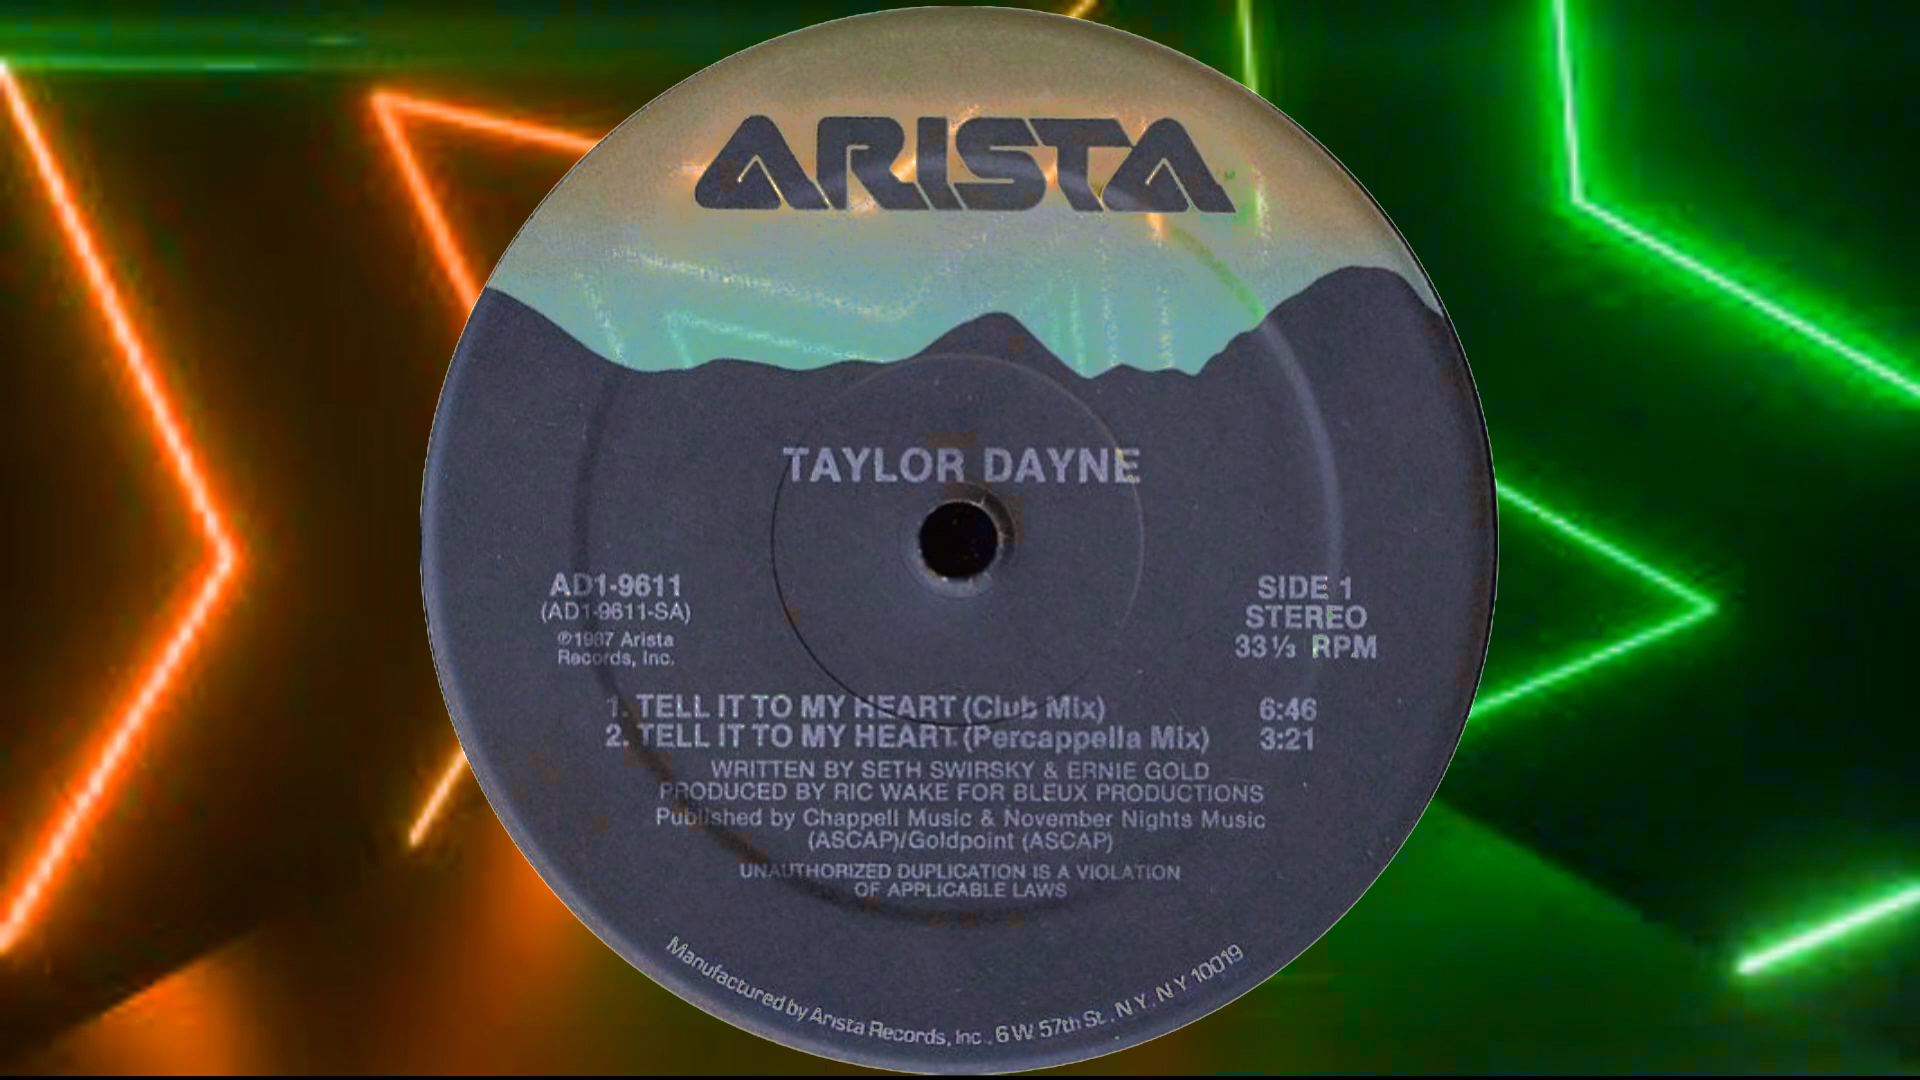 ARISTA
TAYLOR DAYNE
AD1-9611
(AD1-9611-SA)
℗1987 Arista
Records, Inc.
SIDE 1
STEREO
33⅓ RPM
1. TELL IT TO MY HEART (Club Mix) 6:46
2. TELL IT TO MY HEART (Percappella Mix) 3:21
WRITTEN BY SETH SWIRSKY & ERNIE GOLD
PRODUCED BY RIC WAKE FOR BLEUX PRODUCTIONS
Published by Chappell Music & November Nights Music
(ASCAP)/Goldpoint (ASCAP)
UNAUTHORIZED DUPLICATION IS A VIOLATION
OF APPLICABLE LAWS
Manufactured by Arista Records, Inc., 6 W. 57th St., N.Y., N.Y. 10019